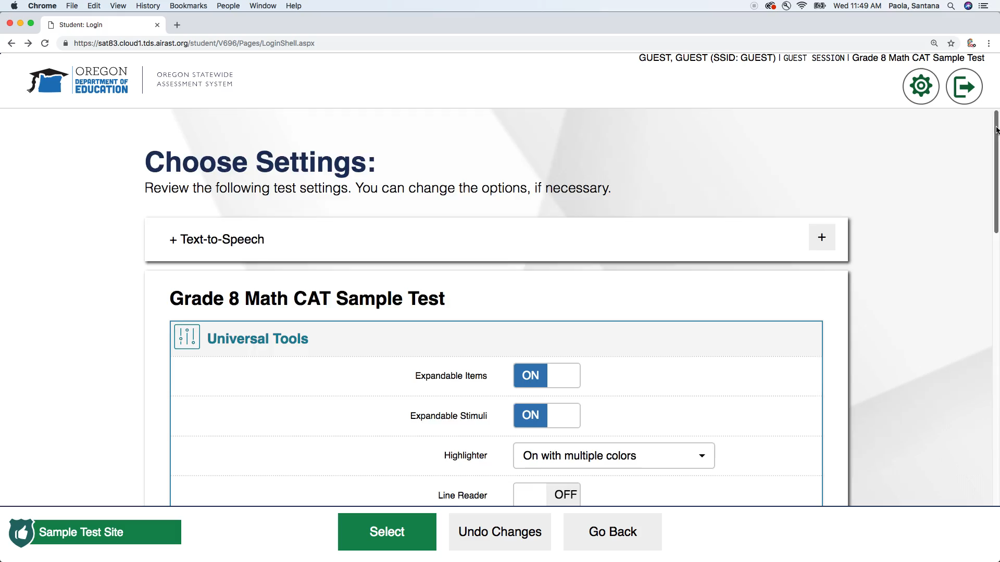 Chrome File Edit View History Bookmarks People Window Help Wed 11:49 AM Paola, Santana
Student: Login
https://sat83.cloud1.tds.airast.org/student/V696/Pages/LoginShell.aspx
GUEST, GUEST (SSID: GUEST) | GUEST SESSION | Grade 8 Math CAT Sample Test
OREGON
DEPARTMENT OF
EDUCATION
OREGON STATEWIDE
ASSESSMENT SYSTEM
Choose Settings:
Review the following test settings. You can change the options, if necessary.
+ Text-to-Speech +
Grade 8 Math CAT Sample Test
Universal Tools
Expandable Items ON
Expandable Stimuli ON
Highlighter On with multiple colors
Line Reader OFF
Sample Test Site Select Undo Changes Go Back